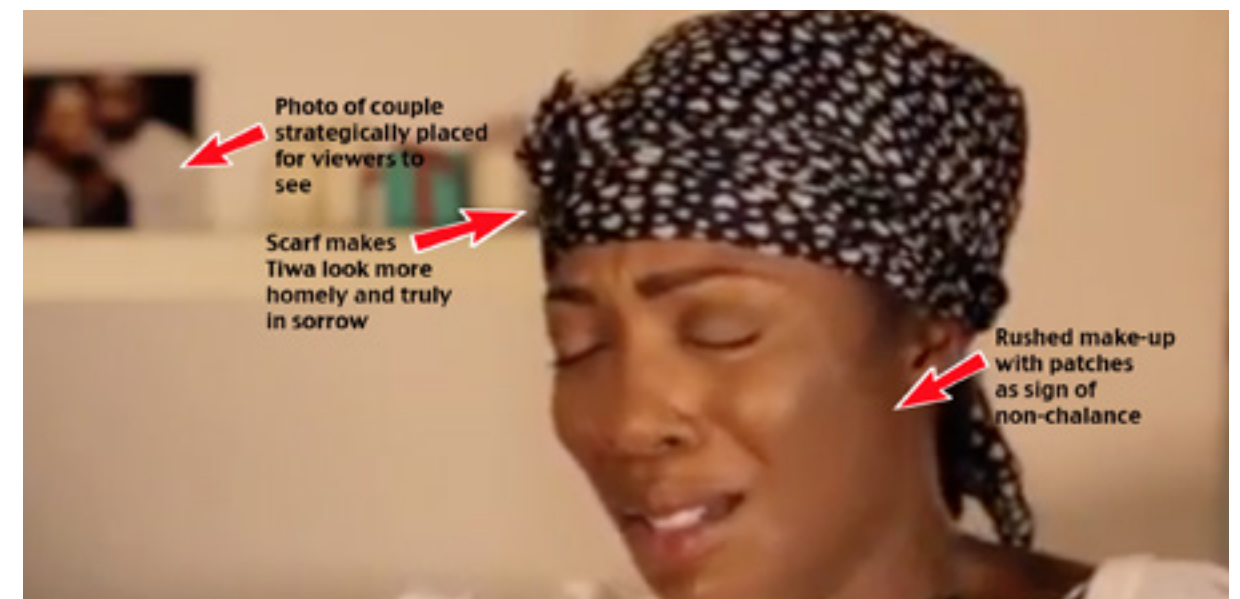 Photo of couple
strategically placed
for viewers to
see
Scarf makes
Tiwa look more
homely and truly
in sorrow
Rushed make-up
with patches
as sign of
non-chalance